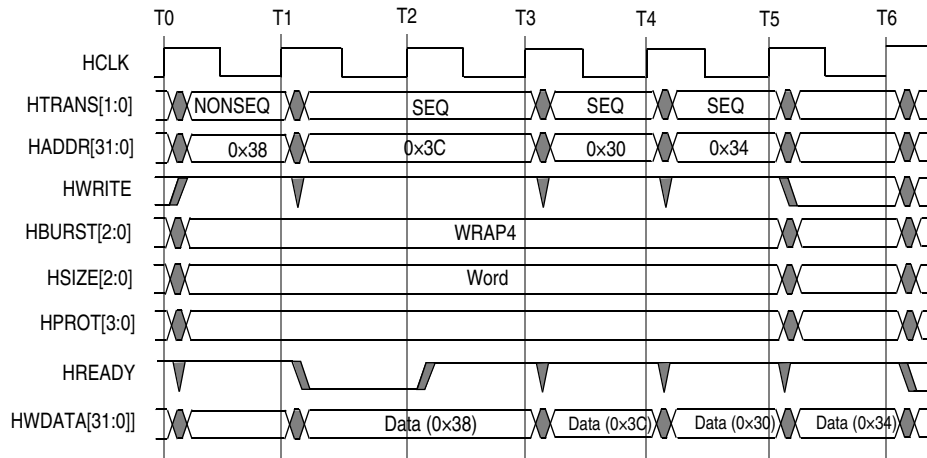 T0 T1 T2 T3 T4 T5 T6
HCLK
HTRANS[1:0] NONSEQ SEQ SEQ SEQ
HADDR[31:0] 0×38 0×3C 0×30 0×34
HWRITE
HBURST[2:0] WRAP4
HSIZE[2:0] Word
HPROT[3:0]
HREADY
HWDATA[31:0]] Data (0×38) Data (0×3C) Data (0×30) Data (0×34)